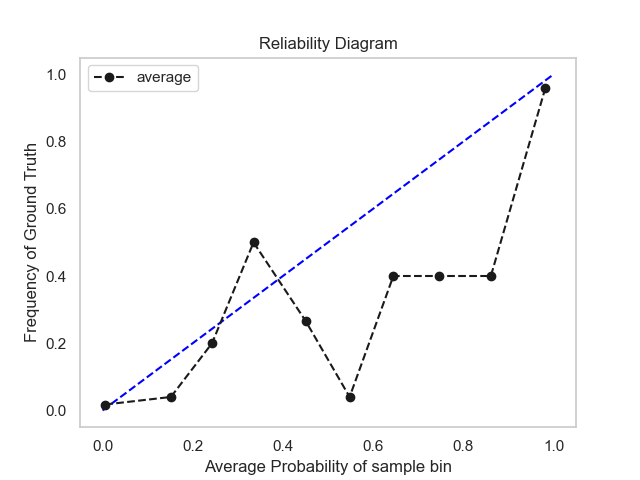 Reliability Diagram
average
1.0
0.8
0.6
0.4
0.2
0.0
Frequency of Ground Truth
0.0 0.2 0.4 0.6 0.8 1.0
Average Probability of sample bin